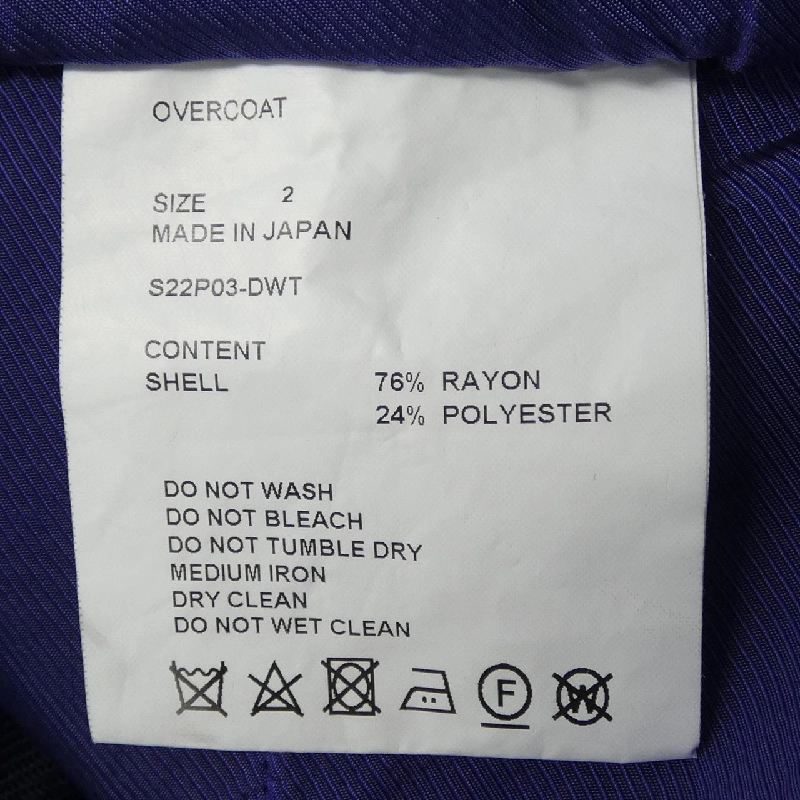 OVERCOAT
SIZE 2
MADE IN JAPAN
S22P03-DWT
CONTENT
SHELL 76% RAYON
24% POLYESTER
DO NOT WASH
DO NOT BLEACH
DO NOT TUMBLE DRY
MEDIUM IRON
DRY CLEAN
DO NOT WET CLEAN
F W